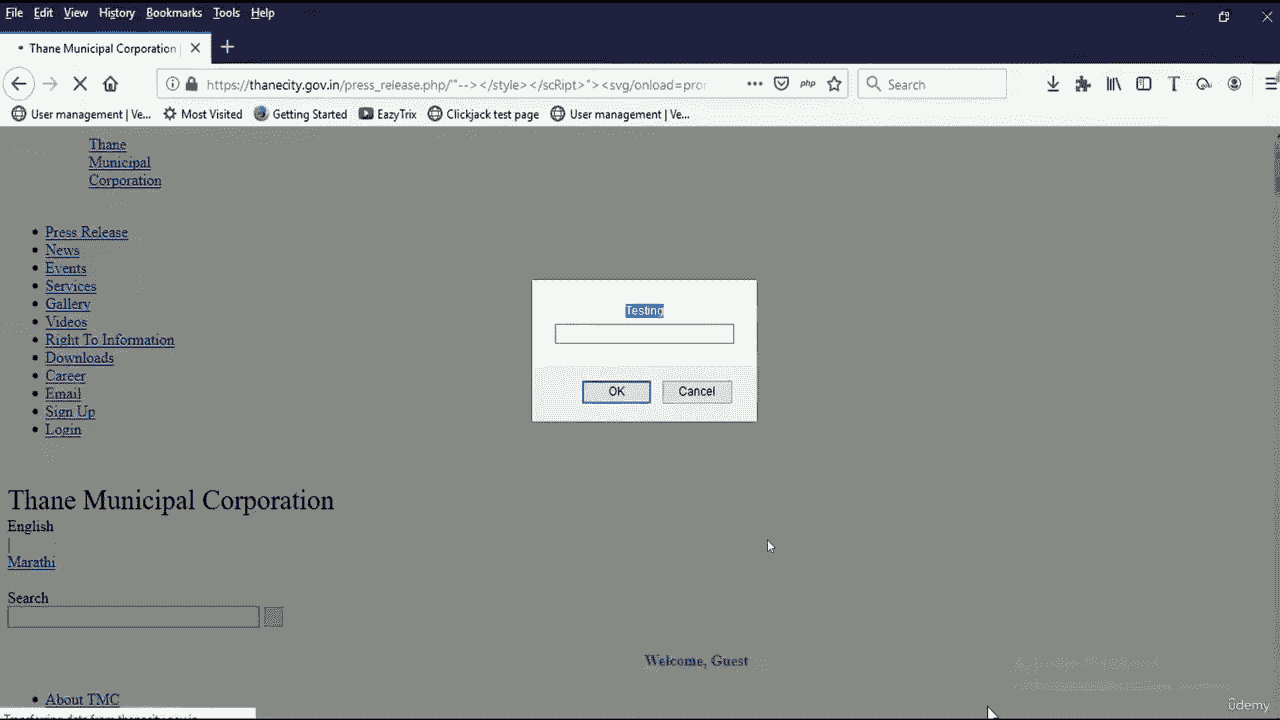 File Edit View History Bookmarks Tools Help
Thane Municipal Corporation
https://thanecity.gov.in/press_release.php/'"--></style></scRipt>"><svg/onload=pror
php
Search
User management | Ve... Most Visited Getting Started EazyTrix Clickjack test page User management | Ve...
Thane
Municipal
Corporation
Press Release
News
Events
Services
Gallery
Videos
Right To Information
Downloads
Career
Email
Sign Up
Login
Testing
OK Cancel
Thane Municipal Corporation
English
|
Marathi
Search
Welcome, Guest
About TMC
ûdemy